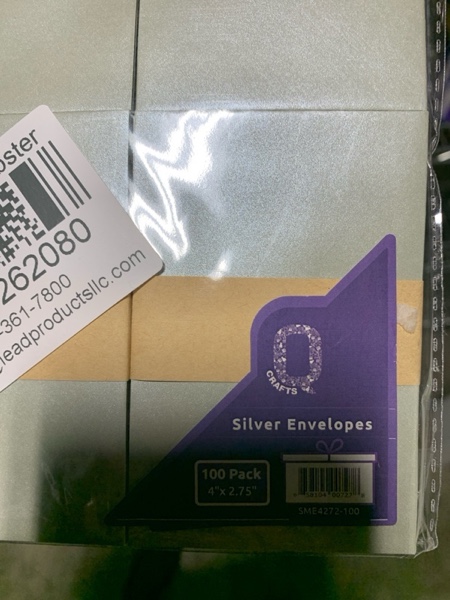 oster
262080
-361-7800
@leadproductsllc.com
Q
CRAFTS
Silver Envelopes
100 Pack
4"x 2.75"
SME4272-100